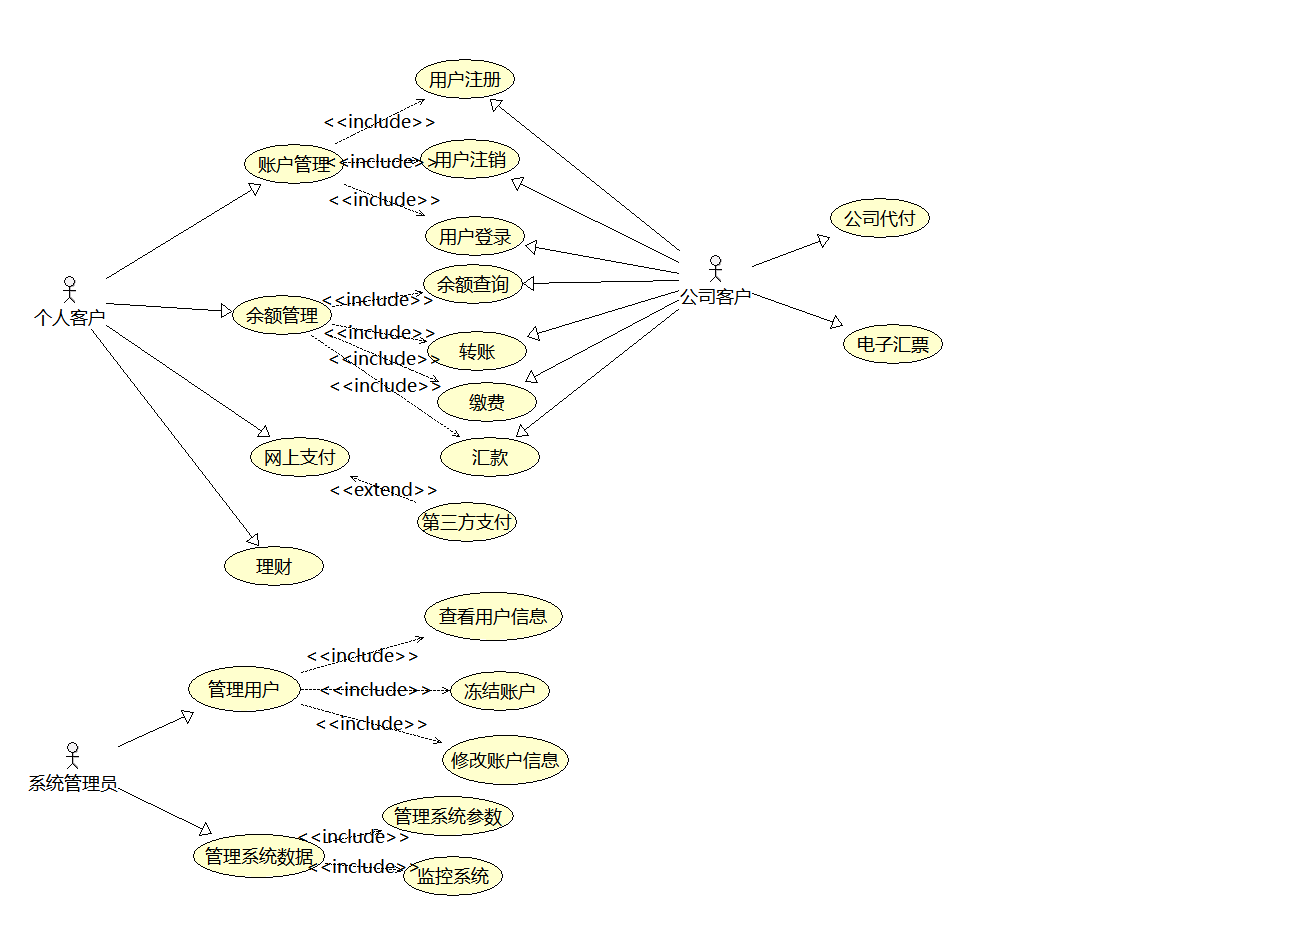 用户注册
<<include>>
账户管理
<<include>>
用户注销
<<include>>
公司代付
用户登录
余额查询
公司客户
<<include>>
个人客户
余额管理
<<include>>
电子汇票
转账
<<include>>
<<include>>
缴费
网上支付
汇款
<<extend>>
第三方支付
理财
查看用户信息
<<include>>
管理用户
<<include>>
冻结账户
<<include>>
修改账户信息
系统管理员
管理系统参数
<<include>>
管理系统数据
<<include>>
监控系统